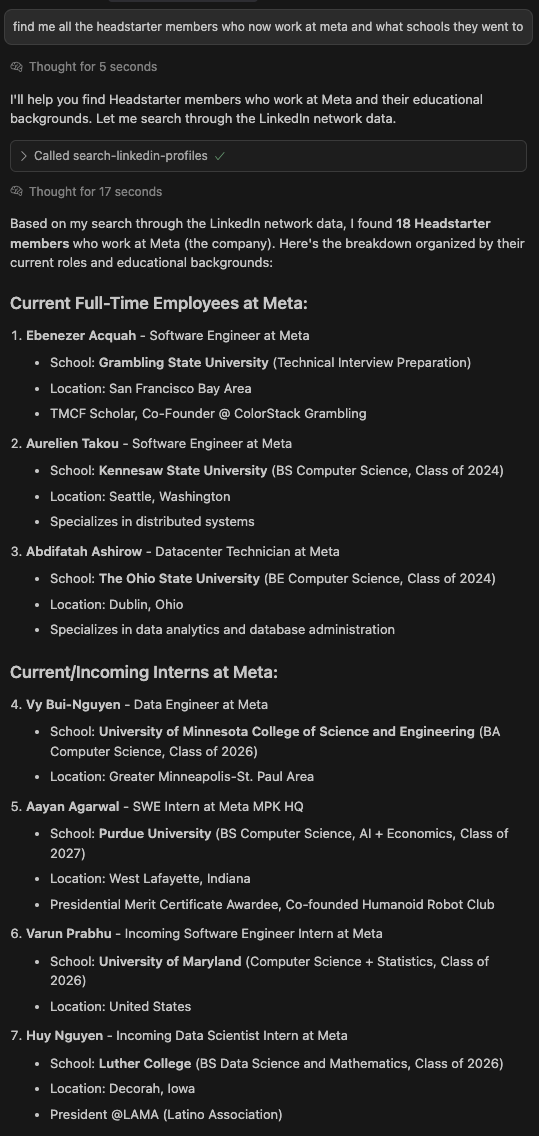 find me all the headstarter members who now work at meta and what schools they went to
Thought for 5 seconds
I'll help you find Headstarter members who work at Meta and their educational
backgrounds. Let me search through the LinkedIn network data.
Called search-linkedin-profiles
Thought for 17 seconds
Based on my search through the LinkedIn network data, I found 18 Headstarter
members who work at Meta (the company). Here's the breakdown organized by their
current roles and educational backgrounds:
Current Full-Time Employees at Meta:
1. Ebenezer Acquah - Software Engineer at Meta
• School: Grambling State University (Technical Interview Preparation)
• Location: San Francisco Bay Area
• TMCF Scholar, Co-Founder @ ColorStack Grambling
2. Aurelien Takou - Software Engineer at Meta
• School: Kennesaw State University (BS Computer Science, Class of 2024)
• Location: Seattle, Washington
• Specializes in distributed systems
3. Abdifatah Ashirow - Datacenter Technician at Meta
• School: The Ohio State University (BE Computer Science, Class of 2024)
• Location: Dublin, Ohio
• Specializes in data analytics and database administration
Current/Incoming Interns at Meta:
4. Vy Bui-Nguyen - Data Engineer at Meta
• School: University of Minnesota College of Science and Engineering (BA
Computer Science, Class of 2026)
• Location: Greater Minneapolis-St. Paul Area
5. Aayan Agarwal - SWE Intern at Meta MPK HQ
• School: Purdue University (BS Computer Science, AI + Economics, Class of
2027)
• Location: West Lafayette, Indiana
• Presidential Merit Certificate Awardee, Co-founded Humanoid Robot Club
6. Varun Prabhu - Incoming Software Engineer Intern at Meta
• School: University of Maryland (Computer Science + Statistics, Class of
2026)
• Location: United States
7. Huy Nguyen - Incoming Data Scientist Intern at Meta
• School: Luther College (BS Data Science and Mathematics, Class of 2026)
• Location: Decorah, Iowa
• President @LAMA (Latino Association)